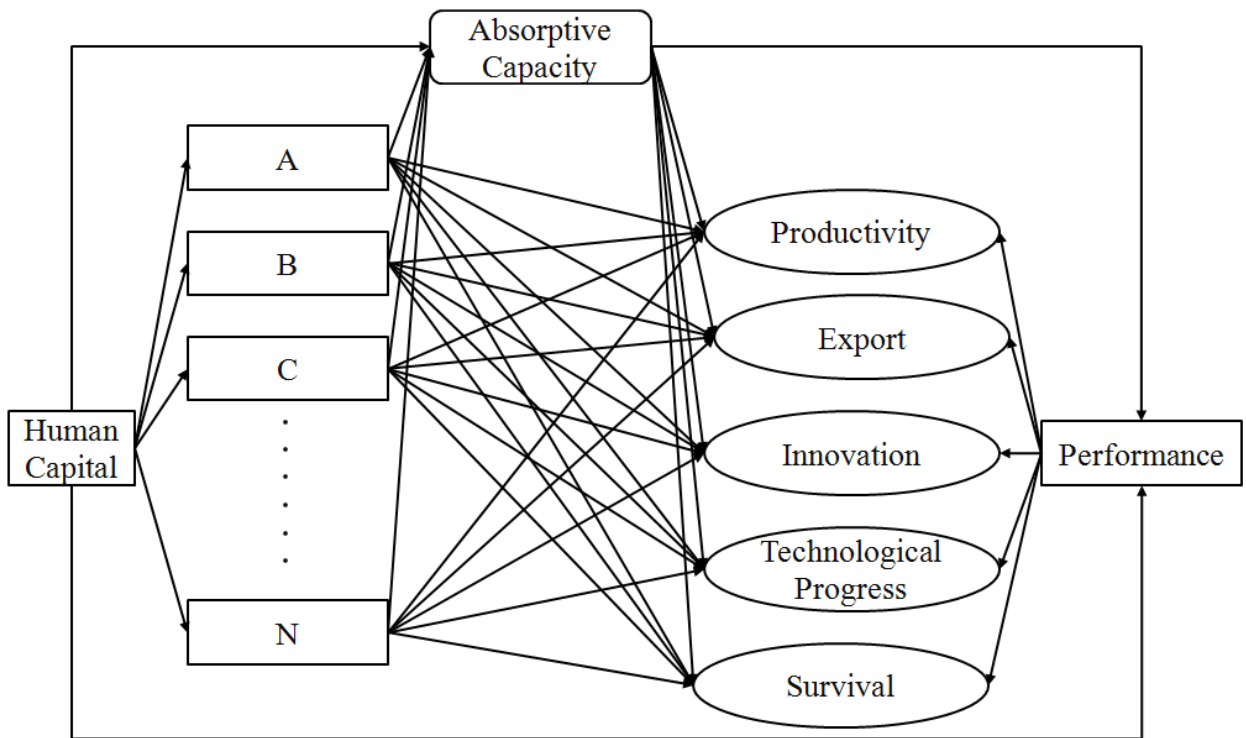 Absorptive
Capacity
A
B
C
N
Human
Capital
Productivity
Export
Innovation
Technological
Progress
Survival
Performance